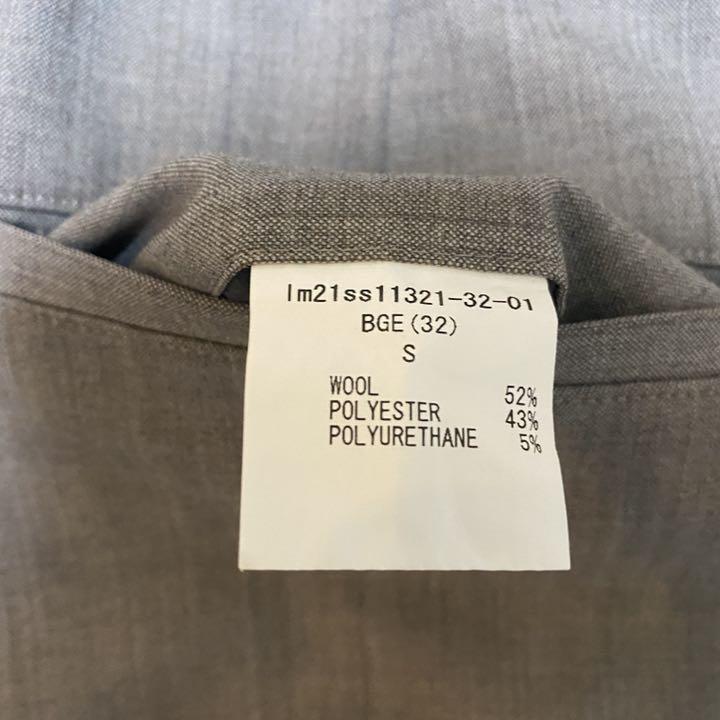 lm21ss11321-32-01
BGE(32)
S
WOOL 52%
POLYESTER 43%
POLYURETHANE 5%